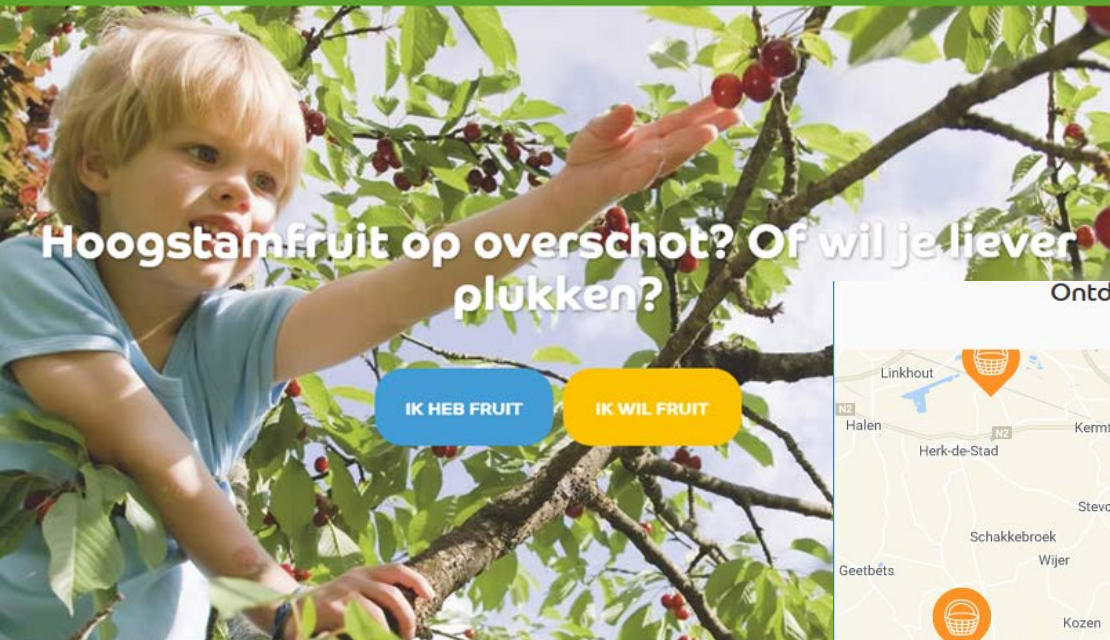 Hoogstamfruit op overschot? Of wil je liever
plukken?
IK HEB FRUIT
IK WIL FRUIT
Linkhout
N2
Halen
N2
Herk-de-Stad
Schakkebroek
Wijer
Geetbets
Kozen